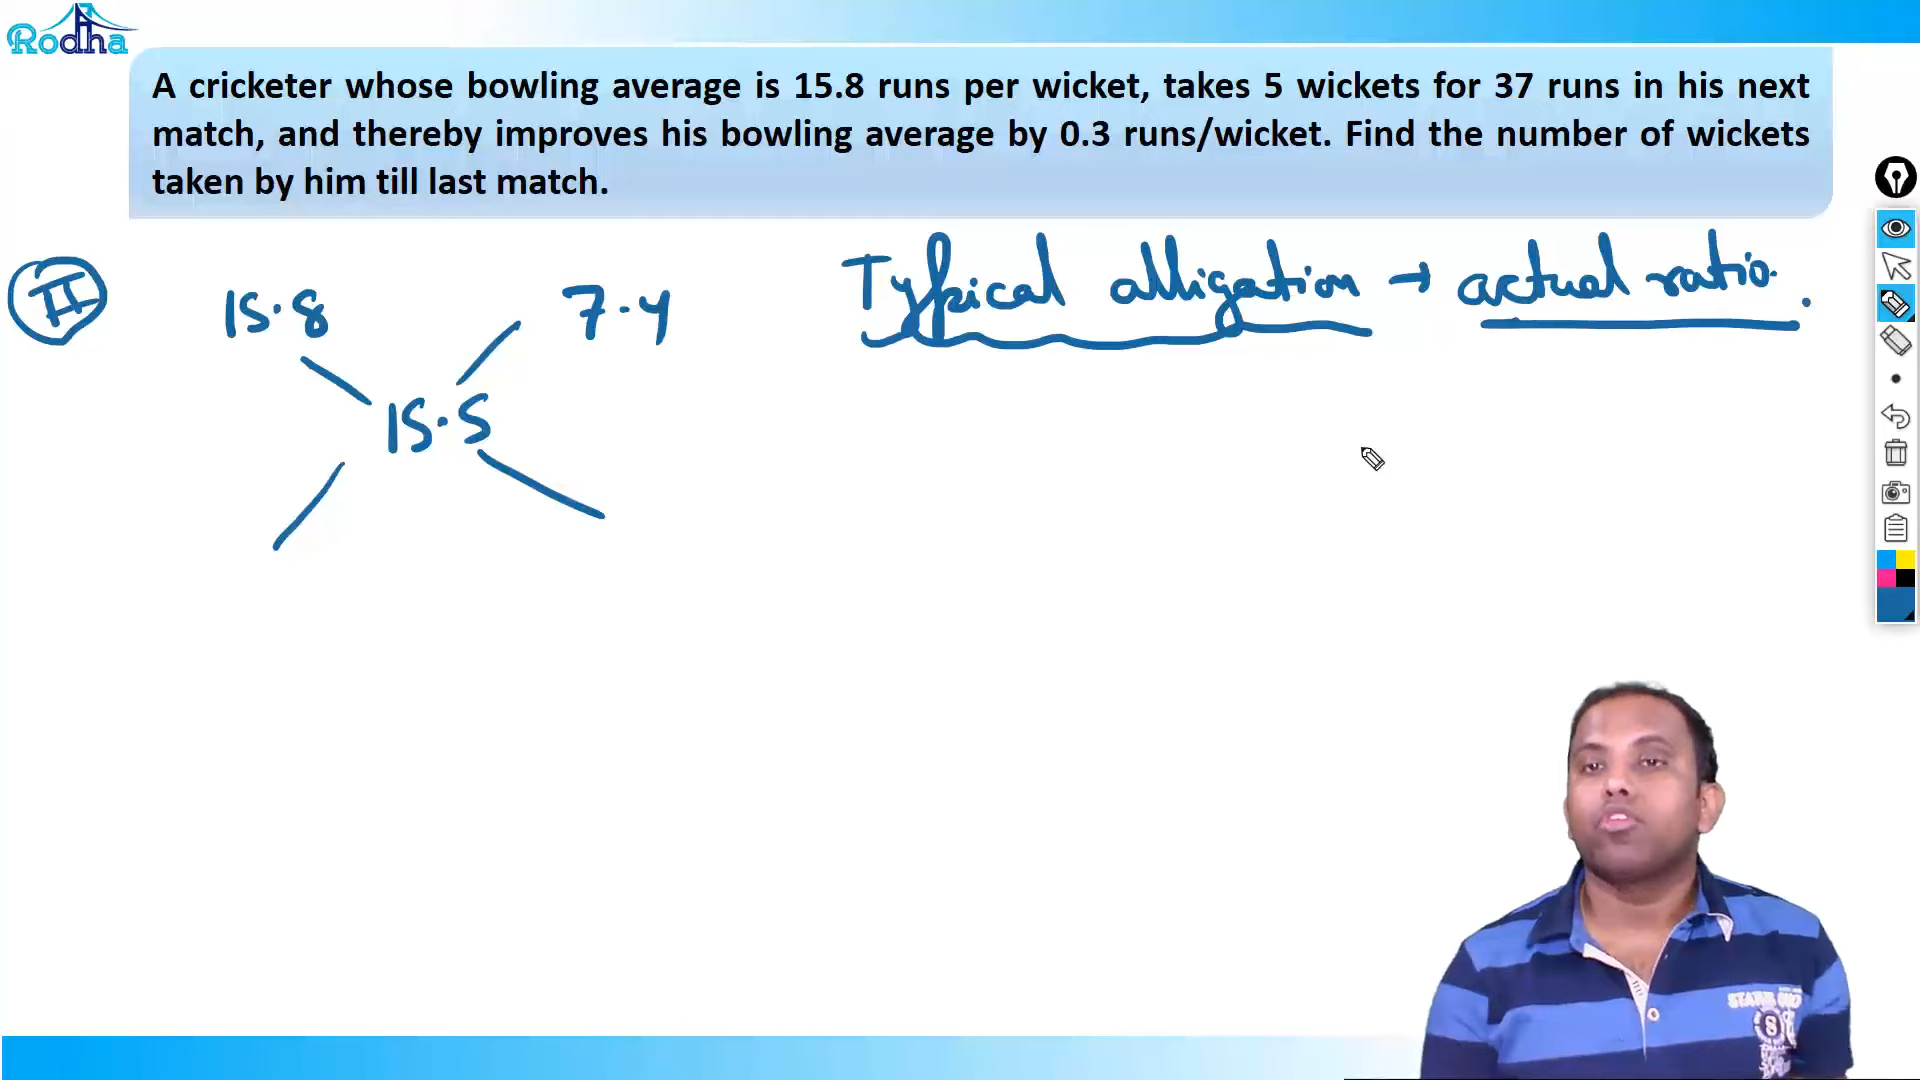 Rodha
A cricketer whose bowling average is 15.8 runs per wicket, takes 5 wickets for 37 runs in his next
match, and thereby improves his bowling average by 0.3 runs/wicket. Find the number of wickets
taken by him till last match.
II
15.8 7.4
15.5
Typical alligation → actual ratio.